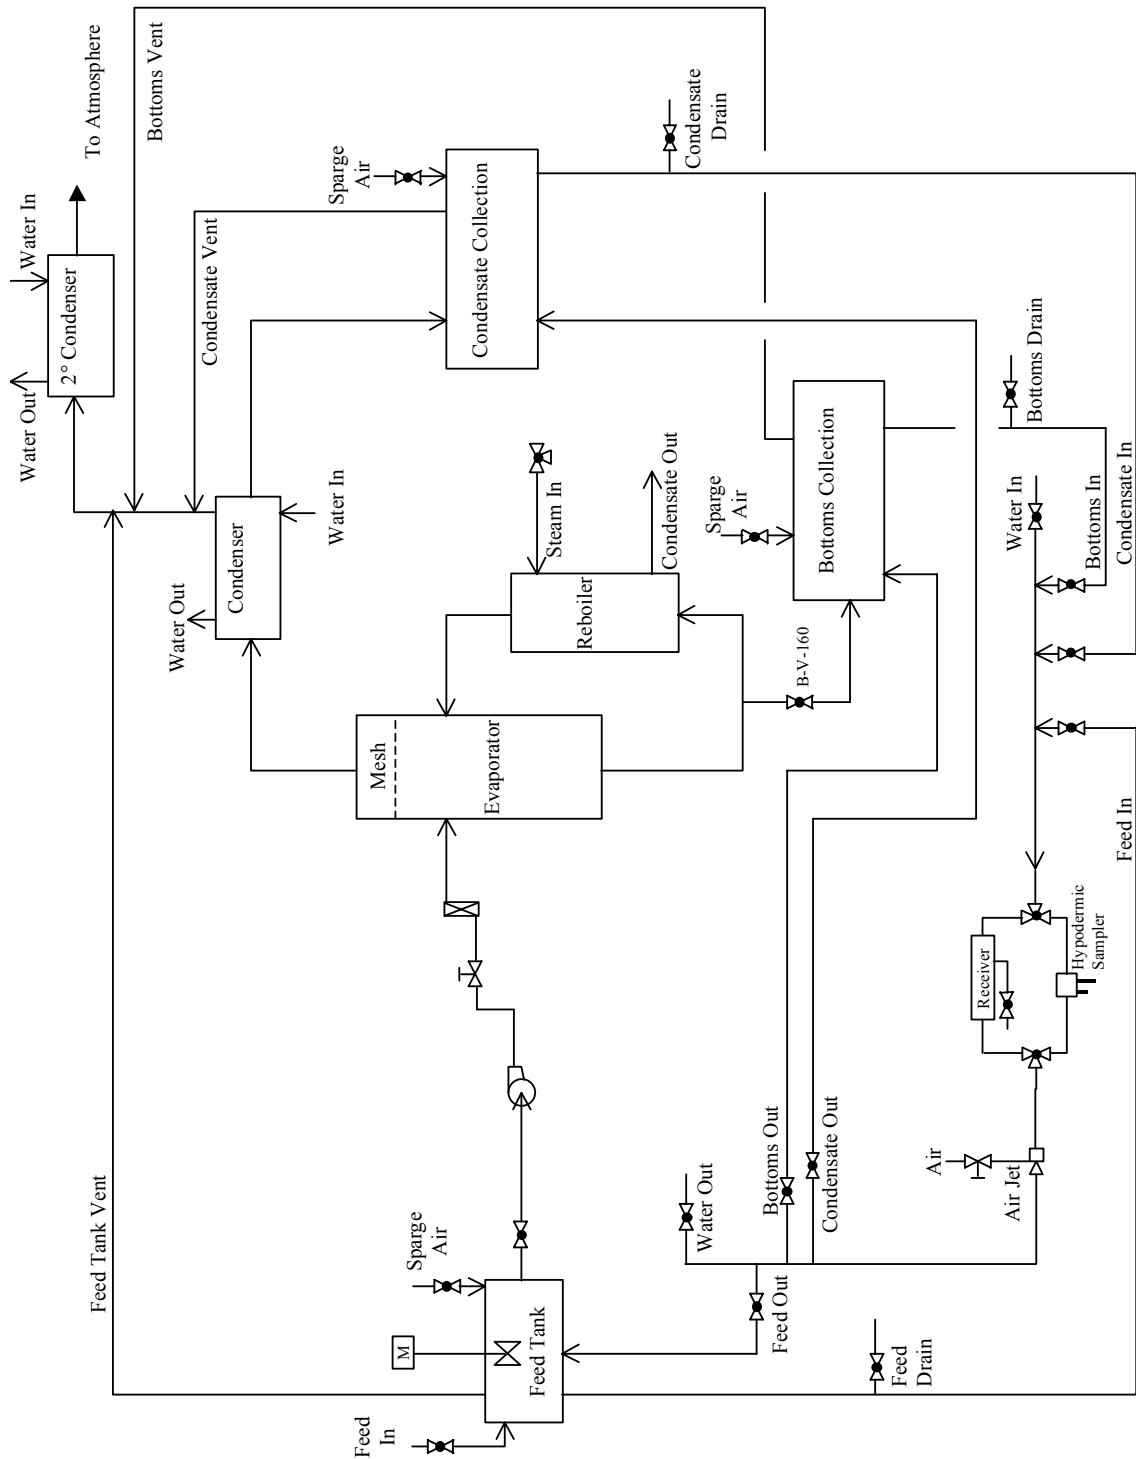 To Atmosphere
Bottoms Vent
Water In
2° Condenser
Water Out
Condensate Vent
Sparge
Air
Condensate Collection
Condensate
Drain
Water Out
Condenser
Water In
Steam In
Reboiler
Condensate Out
Sparge
Air
Bottoms Collection
Bottoms Drain
Water In
Bottoms In
Condensate In
B-V-160
Mesh
Evaporator
Feed In
Receiver
Hypodermic
Sampler
Feed Tank Vent
Sparge
Air
M
Feed Tank
Feed
In
Water Out
Bottoms Out
Condensate Out
Air
Air Jet
Feed Out
Feed
Drain